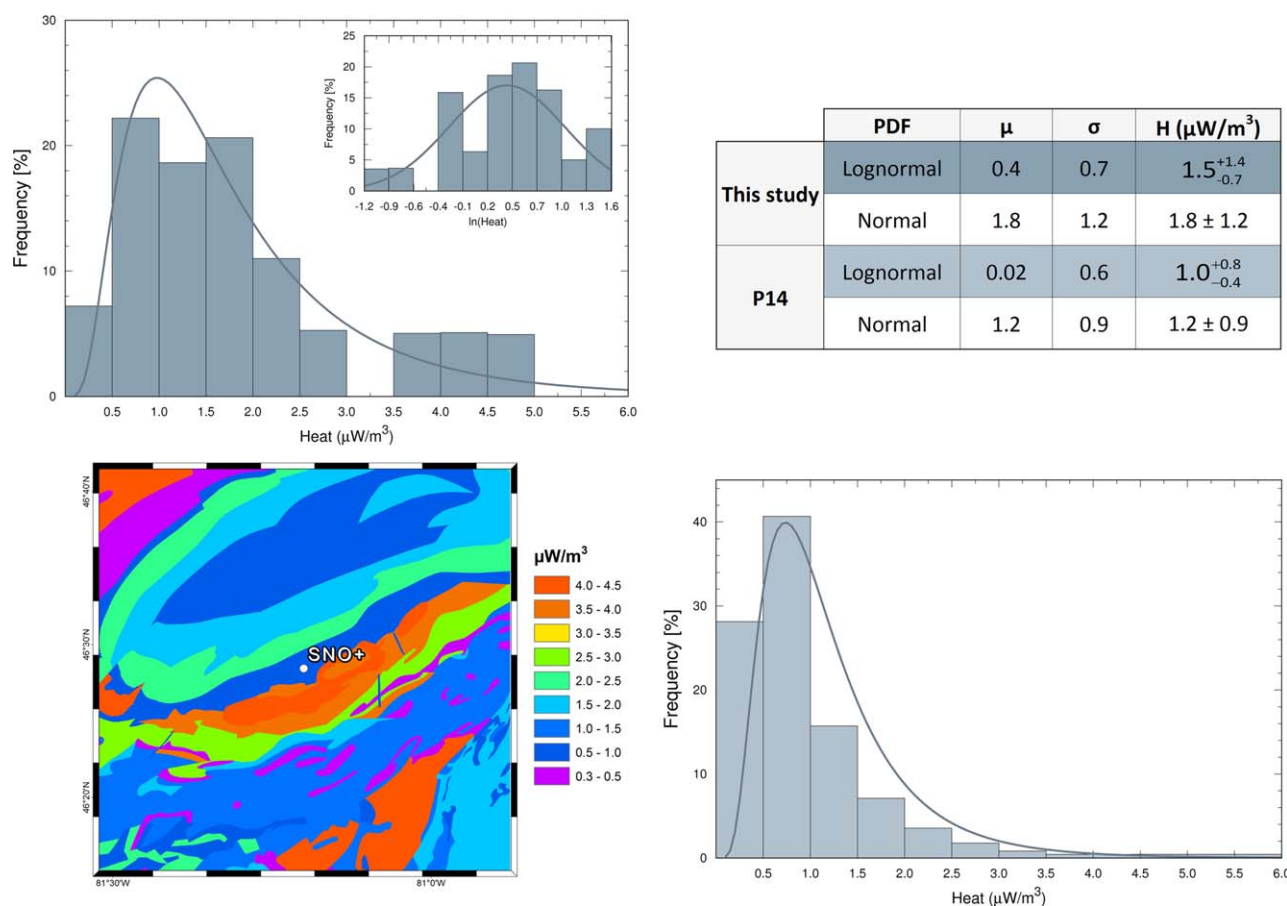 30
20
10
0
Frequency [%]
0.5 1.0 1.5 2.0 2.5 3.0 3.5 4.0 4.5 5.0 5.5 6.0
Heat (μW/m³)
25
20
15
10
5
0
Frequency [%]
-1.2 -0.9 -0.6 -0.4 -0.1 0.2 0.5 0.7 1.0 1.3 1.6
ln(Heat)
PDF μ σ H (μW/m³)
This study
Lognormal 0.4 0.7 1.5 +1.4 -0.7
Normal 1.8 1.2 1.8 ± 1.2
P14
Lognormal 0.02 0.6 1.0 +0.8 −0.4
Normal 1.2 0.9 1.2 ± 0.9
46°40'N
46°30'N
46°20'N
81°30'W 81°0'W
SNO+
μW/m³
4.0 - 4.5
3.5 - 4.0
3.0 - 3.5
2.5 - 3.0
2.0 - 2.5
1.5 - 2.0
1.0 - 1.5
0.5 - 1.0
0.3 - 0.5
40
30
20
10
0
Frequency [%]
0.5 1.0 1.5 2.0 2.5 3.0 3.5 4.0 4.5 5.0 5.5 6.0
Heat (μW/m³)